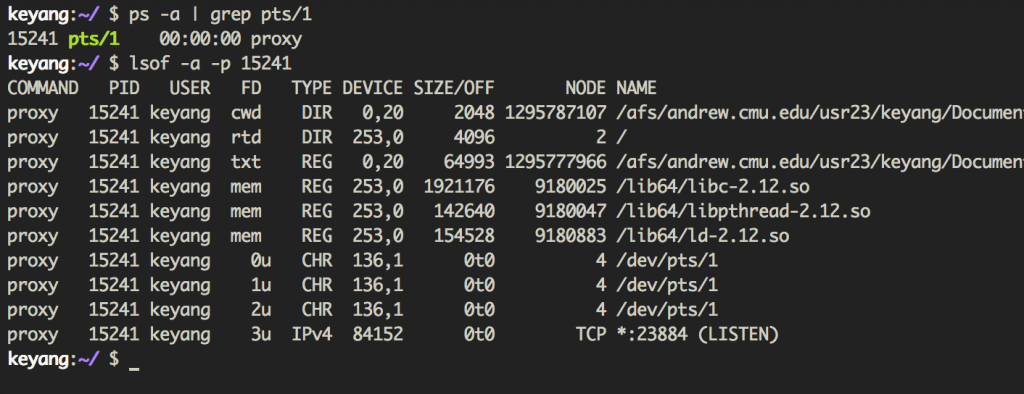 keyang:~/ $ ps -a | grep pts/1
15241 pts/1    00:00:00 proxy
keyang:~/ $ lsof -a -p 15241
COMMAND   PID   USER   FD   TYPE DEVICE SIZE/OFF       NODE NAME
proxy   15241 keyang  cwd    DIR   0,20     2048 1295787107 /afs/andrew.cmu.edu/usr23/keyang/Documen
proxy   15241 keyang  rtd    DIR  253,0     4096          2 /
proxy   15241 keyang  txt    REG   0,20    64993 1295777966 /afs/andrew.cmu.edu/usr23/keyang/Documen
proxy   15241 keyang  mem    REG  253,0  1921176    9180025 /lib64/libc-2.12.so
proxy   15241 keyang  mem    REG  253,0   142640    9180047 /lib64/libpthread-2.12.so
proxy   15241 keyang  mem    REG  253,0   154528    9180883 /lib64/ld-2.12.so
proxy   15241 keyang    0u   CHR  136,1      0t0          4 /dev/pts/1
proxy   15241 keyang    1u   CHR  136,1      0t0          4 /dev/pts/1
proxy   15241 keyang    2u   CHR  136,1      0t0          4 /dev/pts/1
proxy   15241 keyang    3u  IPv4  84152      0t0        TCP *:23884 (LISTEN)
keyang:~/ $ _